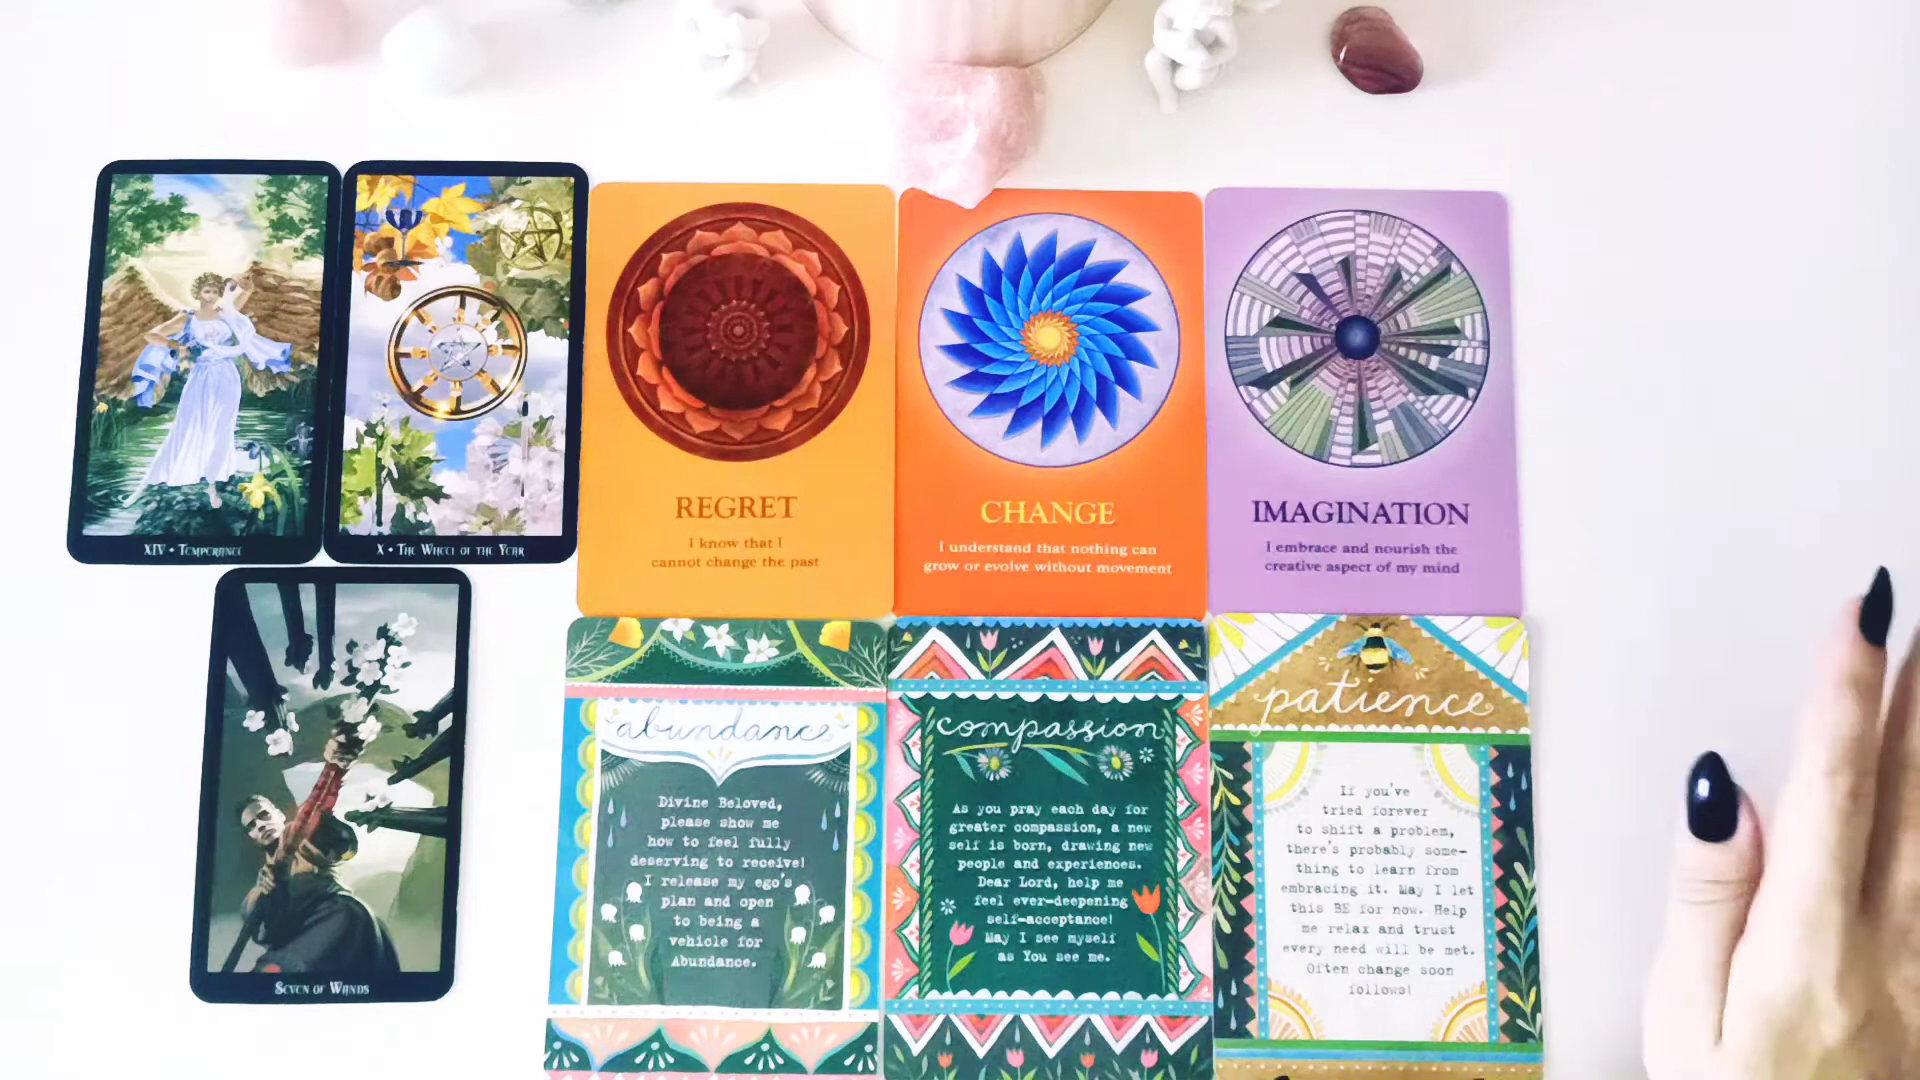 XIV • Temperance
X • The Wheel of the Year
Seven of Wands
REGRET
I know that I
cannot change the past
CHANGE
I understand that nothing can
grow or evolve without movement
IMAGINATION
I embrace and nourish the
creative aspect of my mind
abundance
Divine Beloved,
please show me
how to feel fully
deserving to receive!
I release my ego's
plan and open
to being a
vehicle for
Abundance.
compassion
As you pray each day for
greater compassion, a new
self is born, drawing new
people and experiences.
Dear Lord, help me
feel ever-deepening
self-acceptance!
May I see myself
as You see me.
patience
If you've
tried forever
to shift a problem,
there's probably some-
thing to learn from
embracing it. May I let
this BE for now. Help
me relax and trust
every need will be met.
Often change soon
follows!